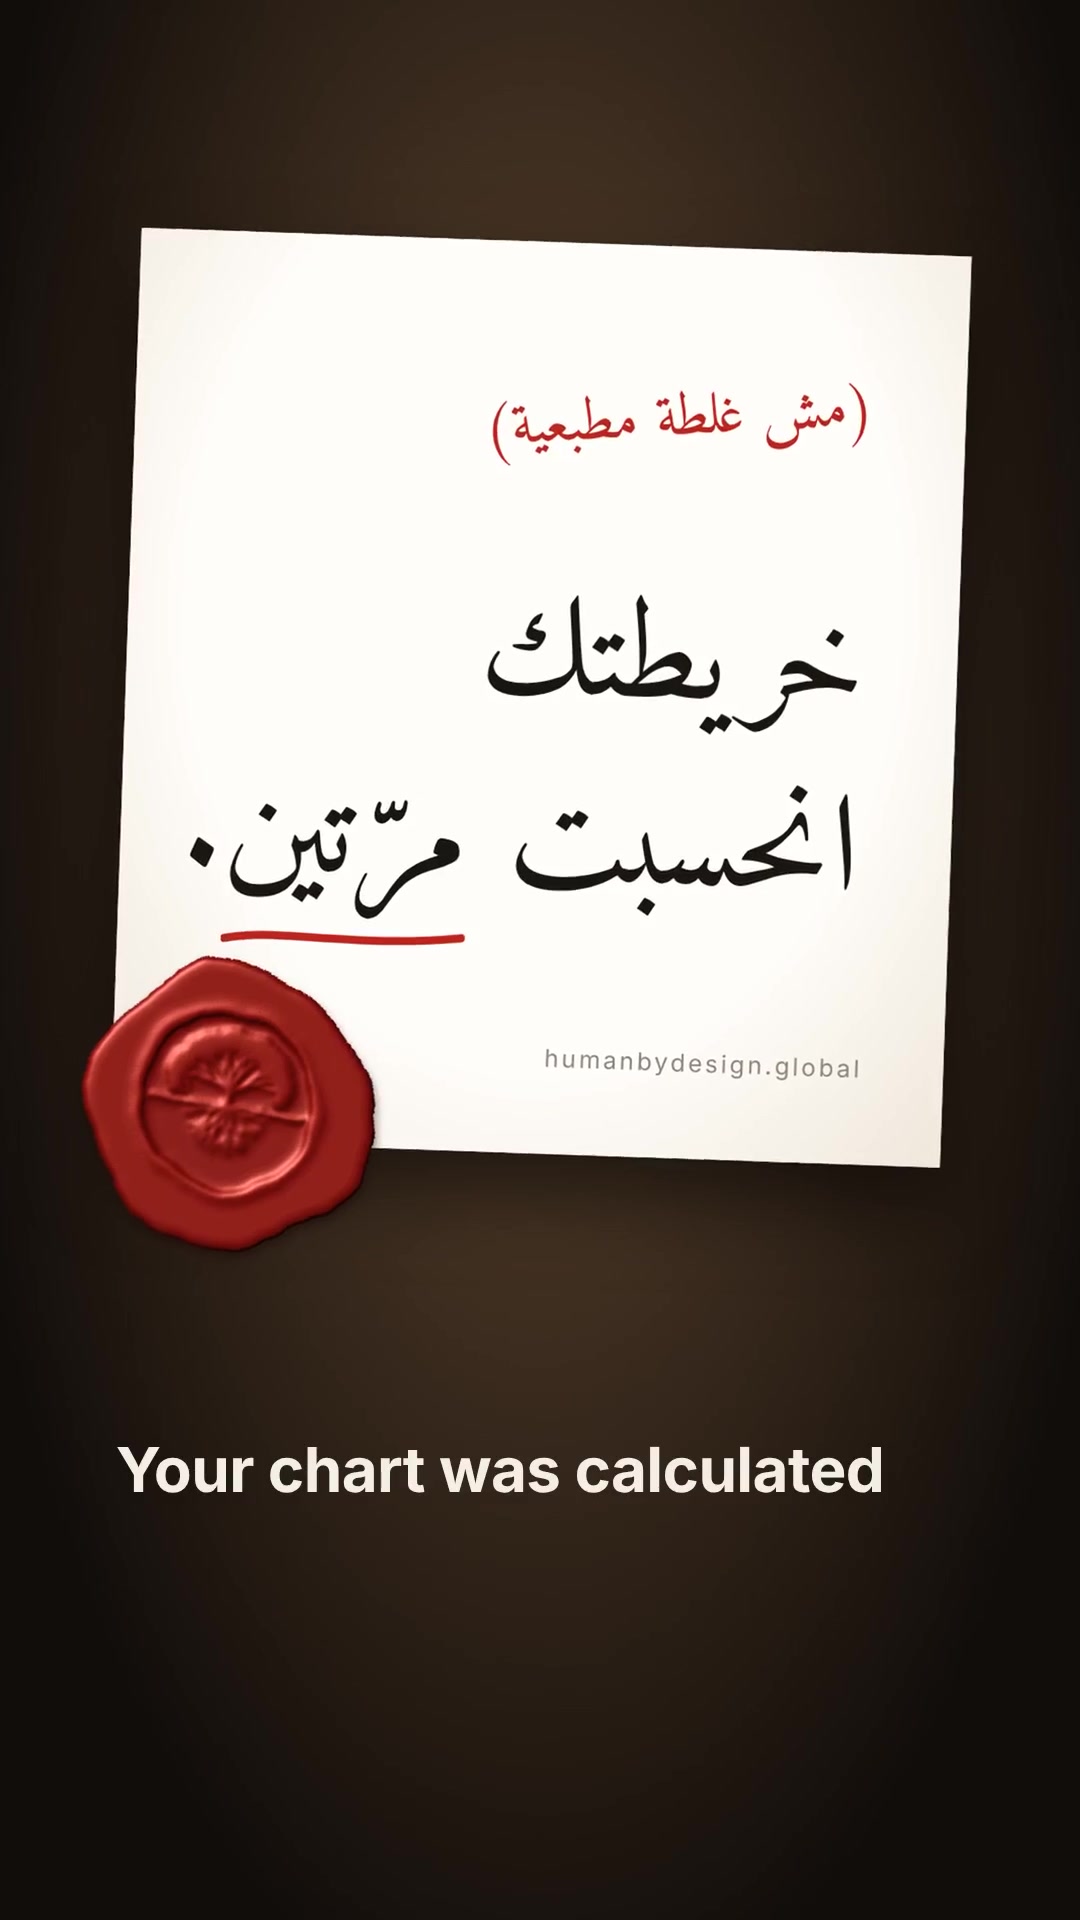 (مش غلطة مطبعية)
خريطتك
انحسبت مرّتين.
humanbydesign.global
Your chart was calculated